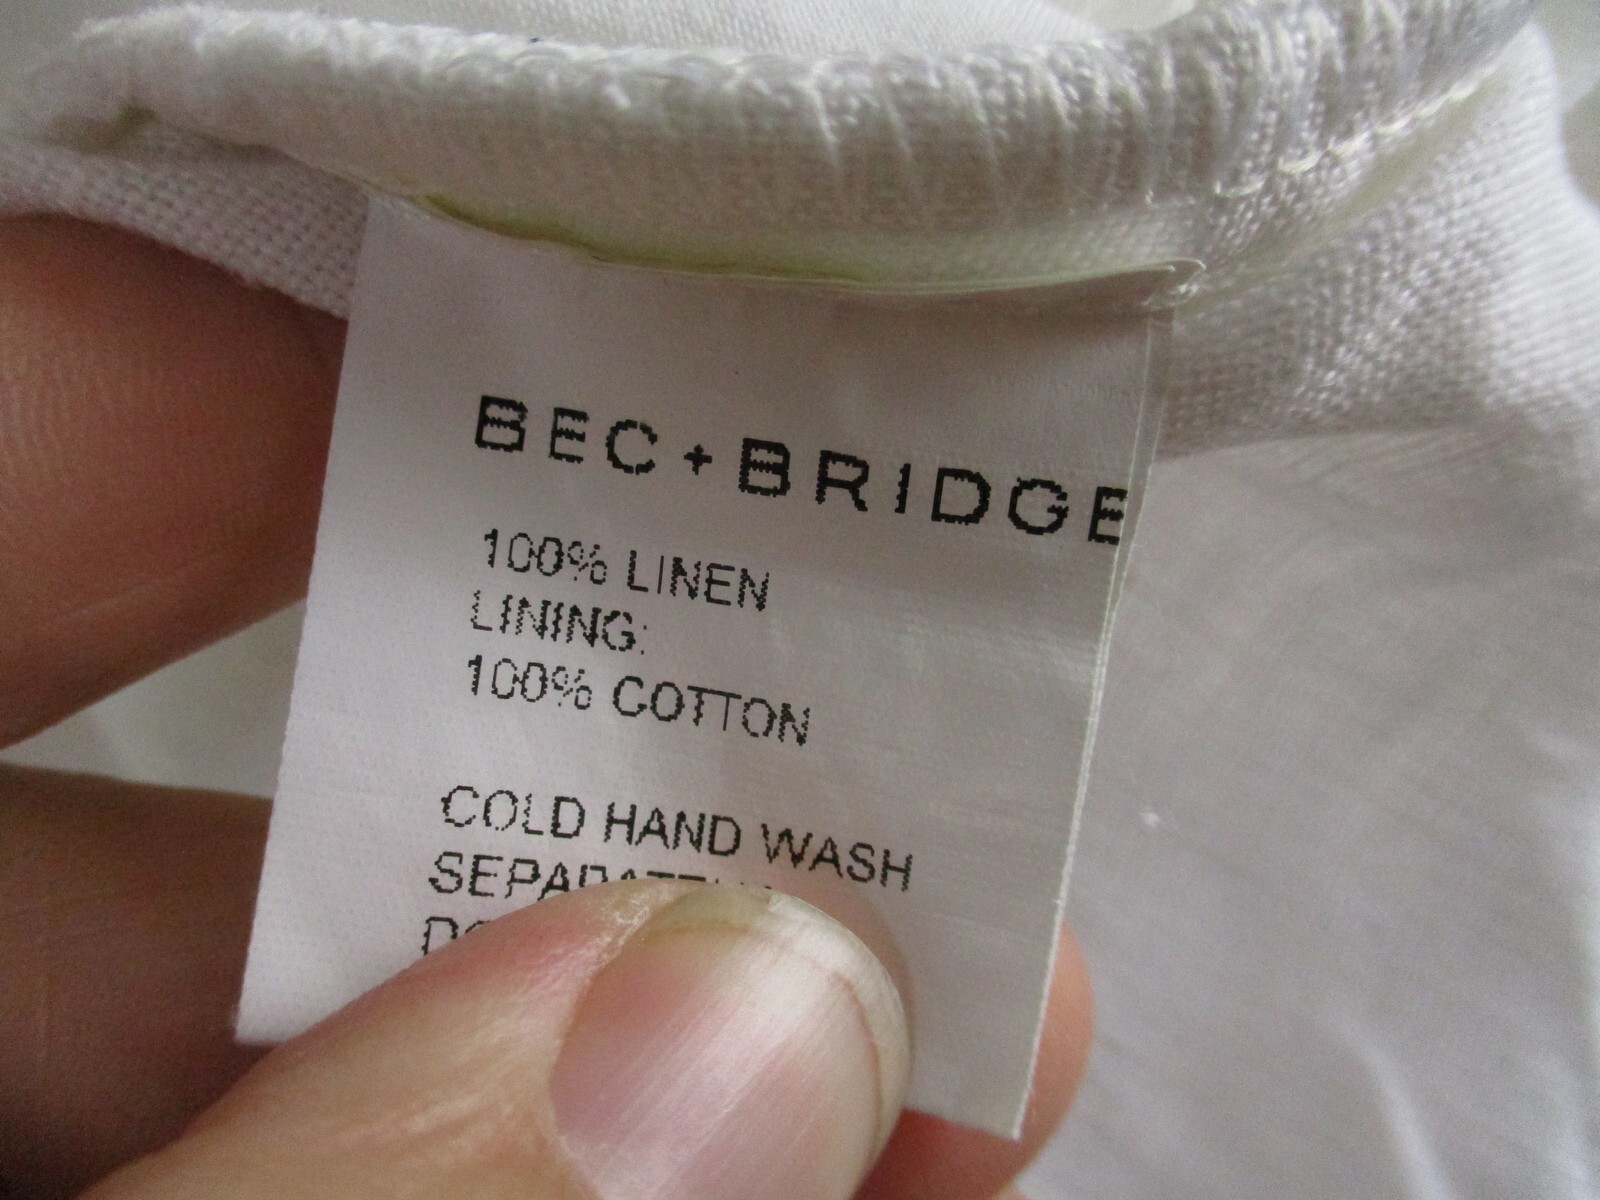 BEC+BRIDGE
100% LINEN
LINING:
100% COTTON
COLD HAND WASH